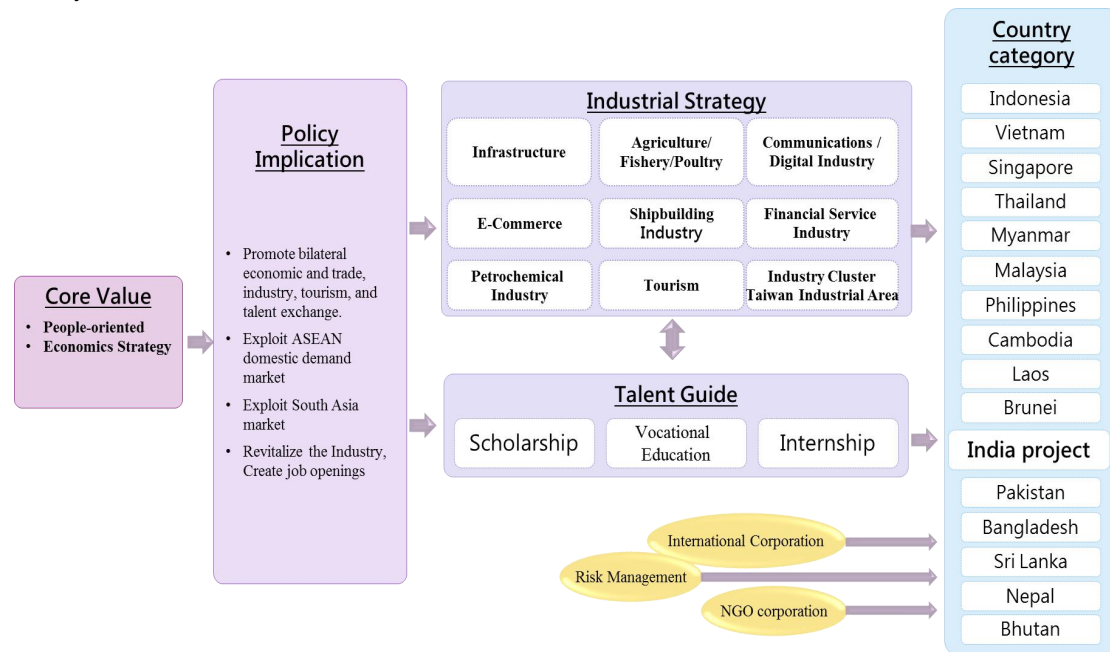 Core Value
• People-oriented
• Economics Strategy
Policy
Implication
• Promote bilateral
economic and trade,
industry, tourism, and
talent exchange.
• Exploit ASEAN
domestic demand
market
• Exploit South Asia
market
• Revitalize the Industry,
Create job openings
Industrial Strategy
Infrastructure
Agriculture/
Fishery/Poultry
Communications /
Digital Industry
E-Commerce
Shipbuilding
Industry
Financial Service
Industry
Petrochemical
Industry
Tourism
Industry Cluster
Taiwan Industrial Area
Talent Guide
Scholarship
Vocational
Education
Internship
International Corporation
Risk Management
NGO corporation
Country
category
Indonesia
Vietnam
Singapore
Thailand
Myanmar
Malaysia
Philippines
Cambodia
Laos
Brunei
India project
Pakistan
Bangladesh
Sri Lanka
Nepal
Bhutan